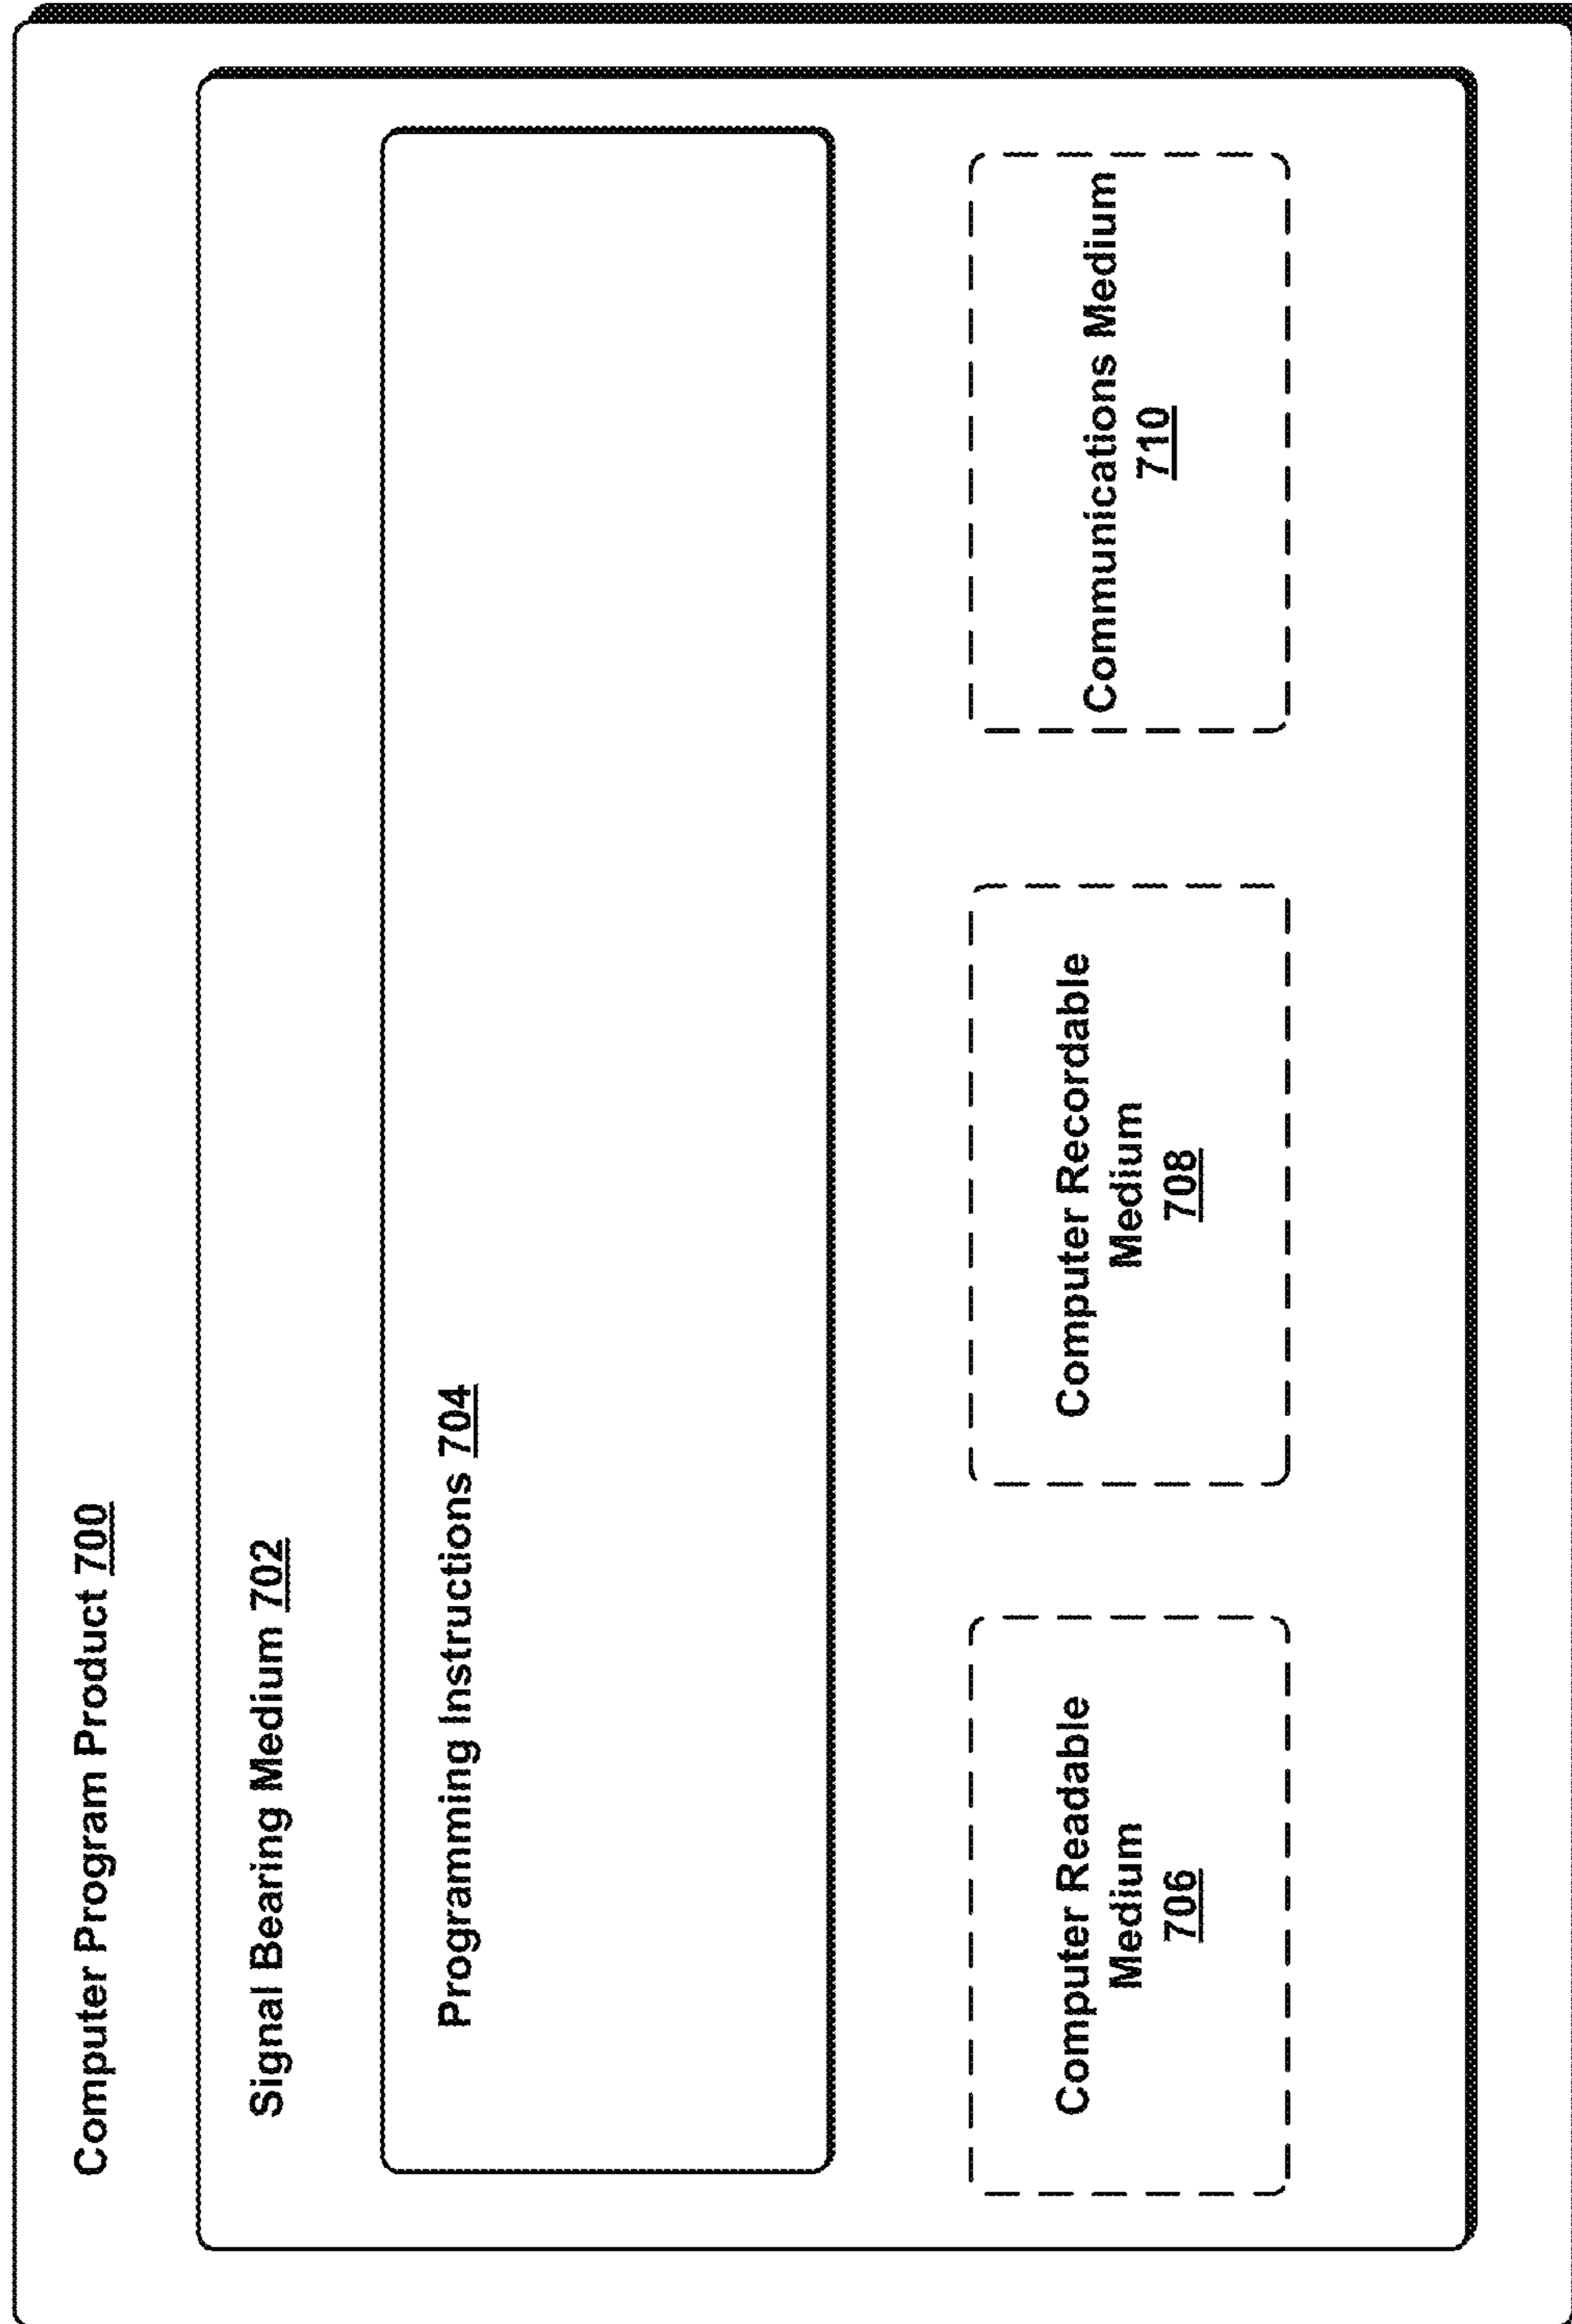 Computer Program Product 700
Signal Bearing Medium 702
Programming Instructions 704
Computer Readable
Medium
706
Computer Recordable
Medium
708
Communications Medium
710